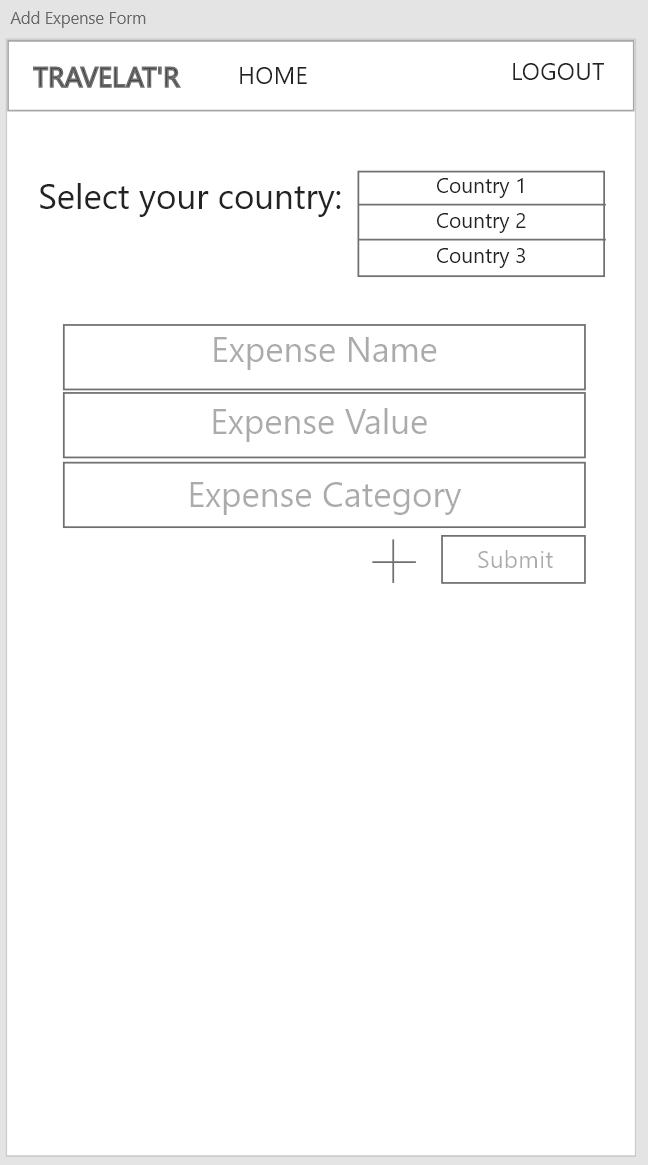 Add Expense Form
TRAVELAT'R HOME LOGOUT
Select your country:
Country 1
Country 2
Country 3
Expense Name
Expense Value
Expense Category
Submit